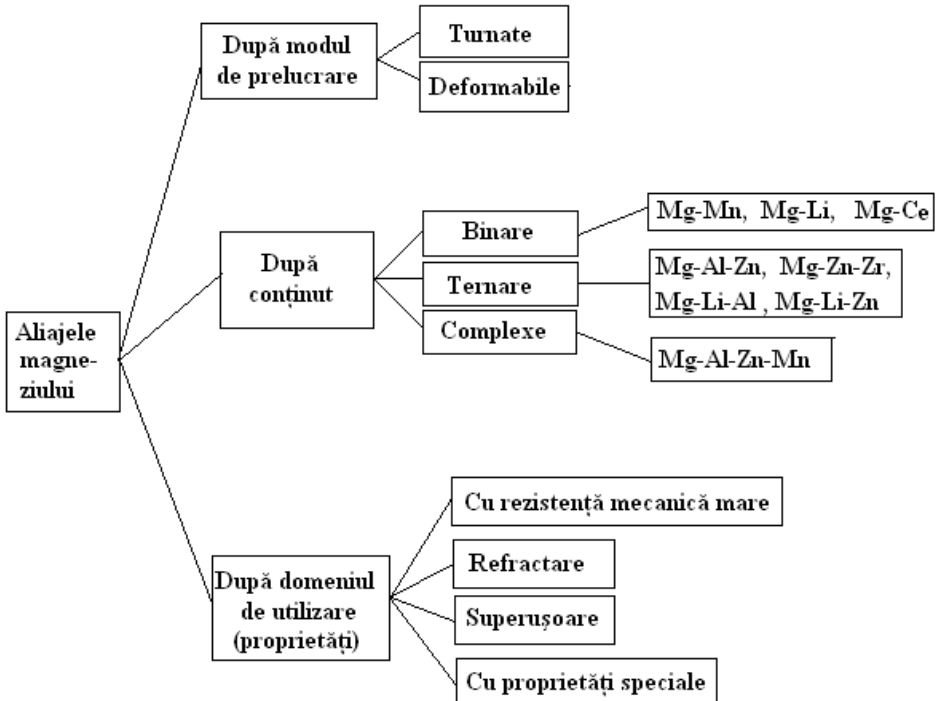 După modul
de prelucrare
Turnate
Deformabile
Aliajele
magne-
ziului
După
conținut
Binare
Mg-Mn, Mg-Li, Mg-Ce
Ternare
Mg-Al-Zn, Mg-Zn-Zr,
Mg-Li-Al , Mg-Li-Zn
Complexe
Mg-Al-Zn-Mn
După domeniul
de utilizare
(proprietăți)
Cu rezistență mecanică mare
Refractare
Superușoare
Cu proprietăți speciale